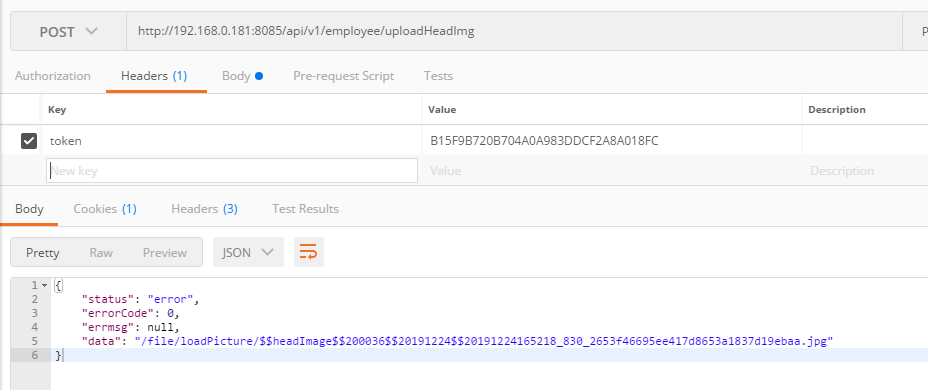 POST http://192.168.0.181:8085/api/v1/employee/uploadHeadImg P
Authorization Headers (1) Body Pre-request Script Tests
Key Value Description
token B15F9B720B704A0A983DDCF2A8A018FC
New key Value Description
Body Cookies (1) Headers (3) Test Results
Pretty Raw Preview JSON
1 {
2 "status": "error",
3 "errorCode": 0,
4 "errmsg": null,
5 "data": "/file/loadPicture/$$headImage$$200036$$20191224$$20191224165218_830_2653f46695ee417d8653a1837d19ebaa.jpg"
6 }